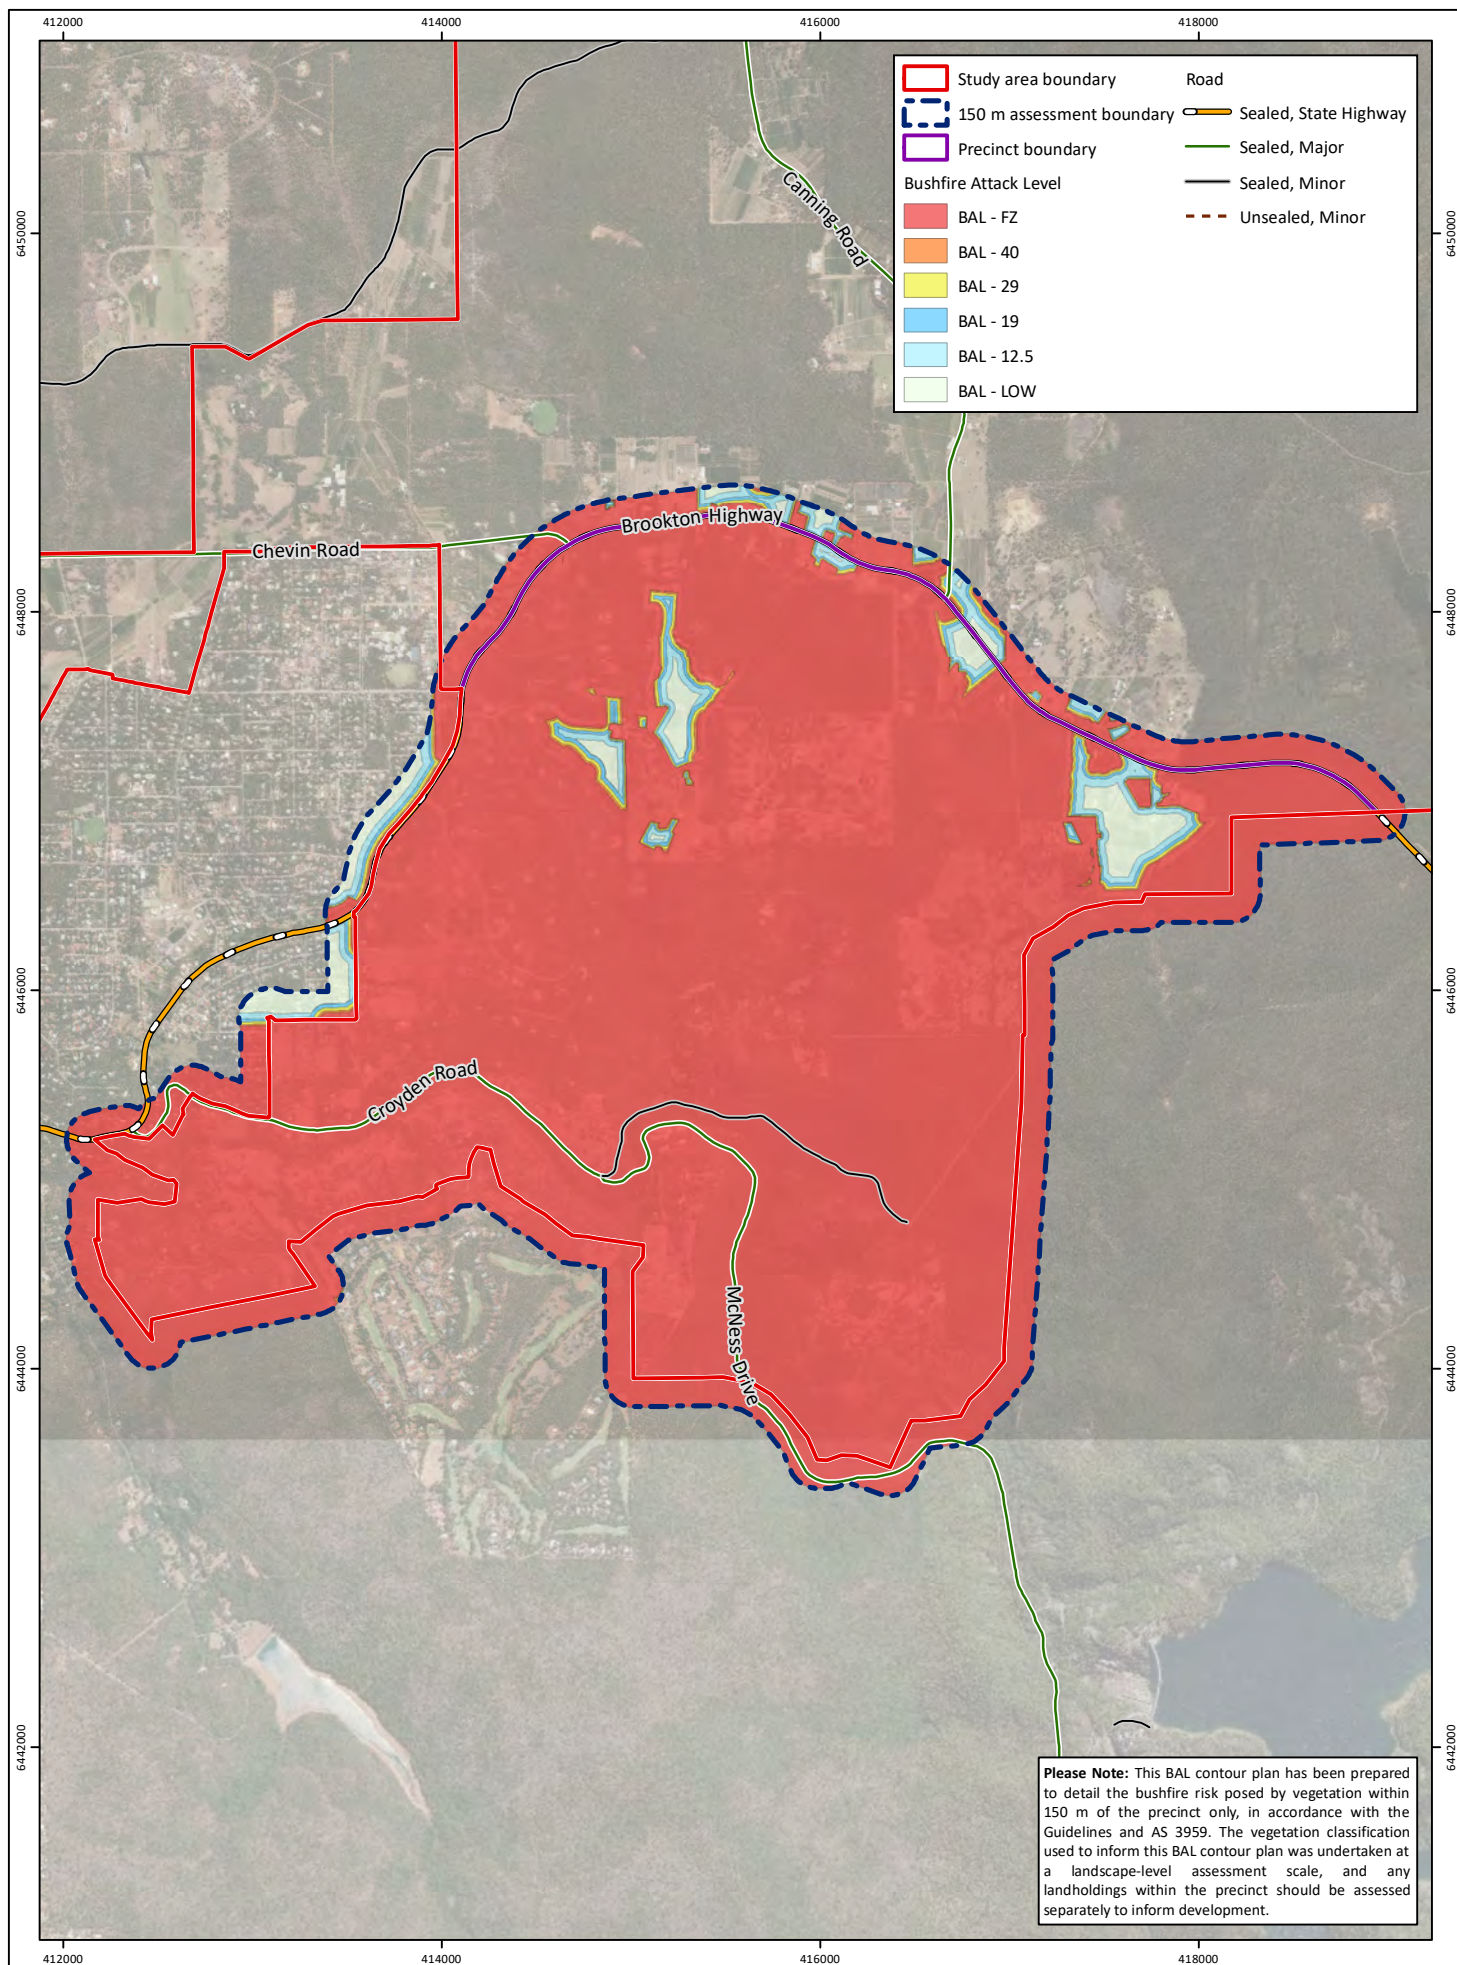 412000
414000
416000
418000
Study area boundary
150 m assessment boundary
Precinct boundary
Bushfire Attack Level
BAL - FZ
BAL - 40
BAL - 29
BAL - 19
BAL - 12.5
BAL - LOW
Road
Sealed, State Highway
Sealed, Major
Sealed, Minor
Unsealed, Minor
Canning Road
6450000
6450000
Brookton Highway
Chevin Road
6448000
6448000
6446000
6446000
Croyden Road
McNess Drive
6444000
6444000
6442000
6442000
Please Note: This BAL contour plan has been prepared
to detail the bushfire risk posed by vegetation within
150 m of the precinct only, in accordance with the
Guidelines and AS 3959. The vegetation classification
used to inform this BAL contour plan was undertaken at
a landscape-level assessment scale, and any
landholdings within the precinct should be assessed
separately to inform development.
412000
414000
416000
418000